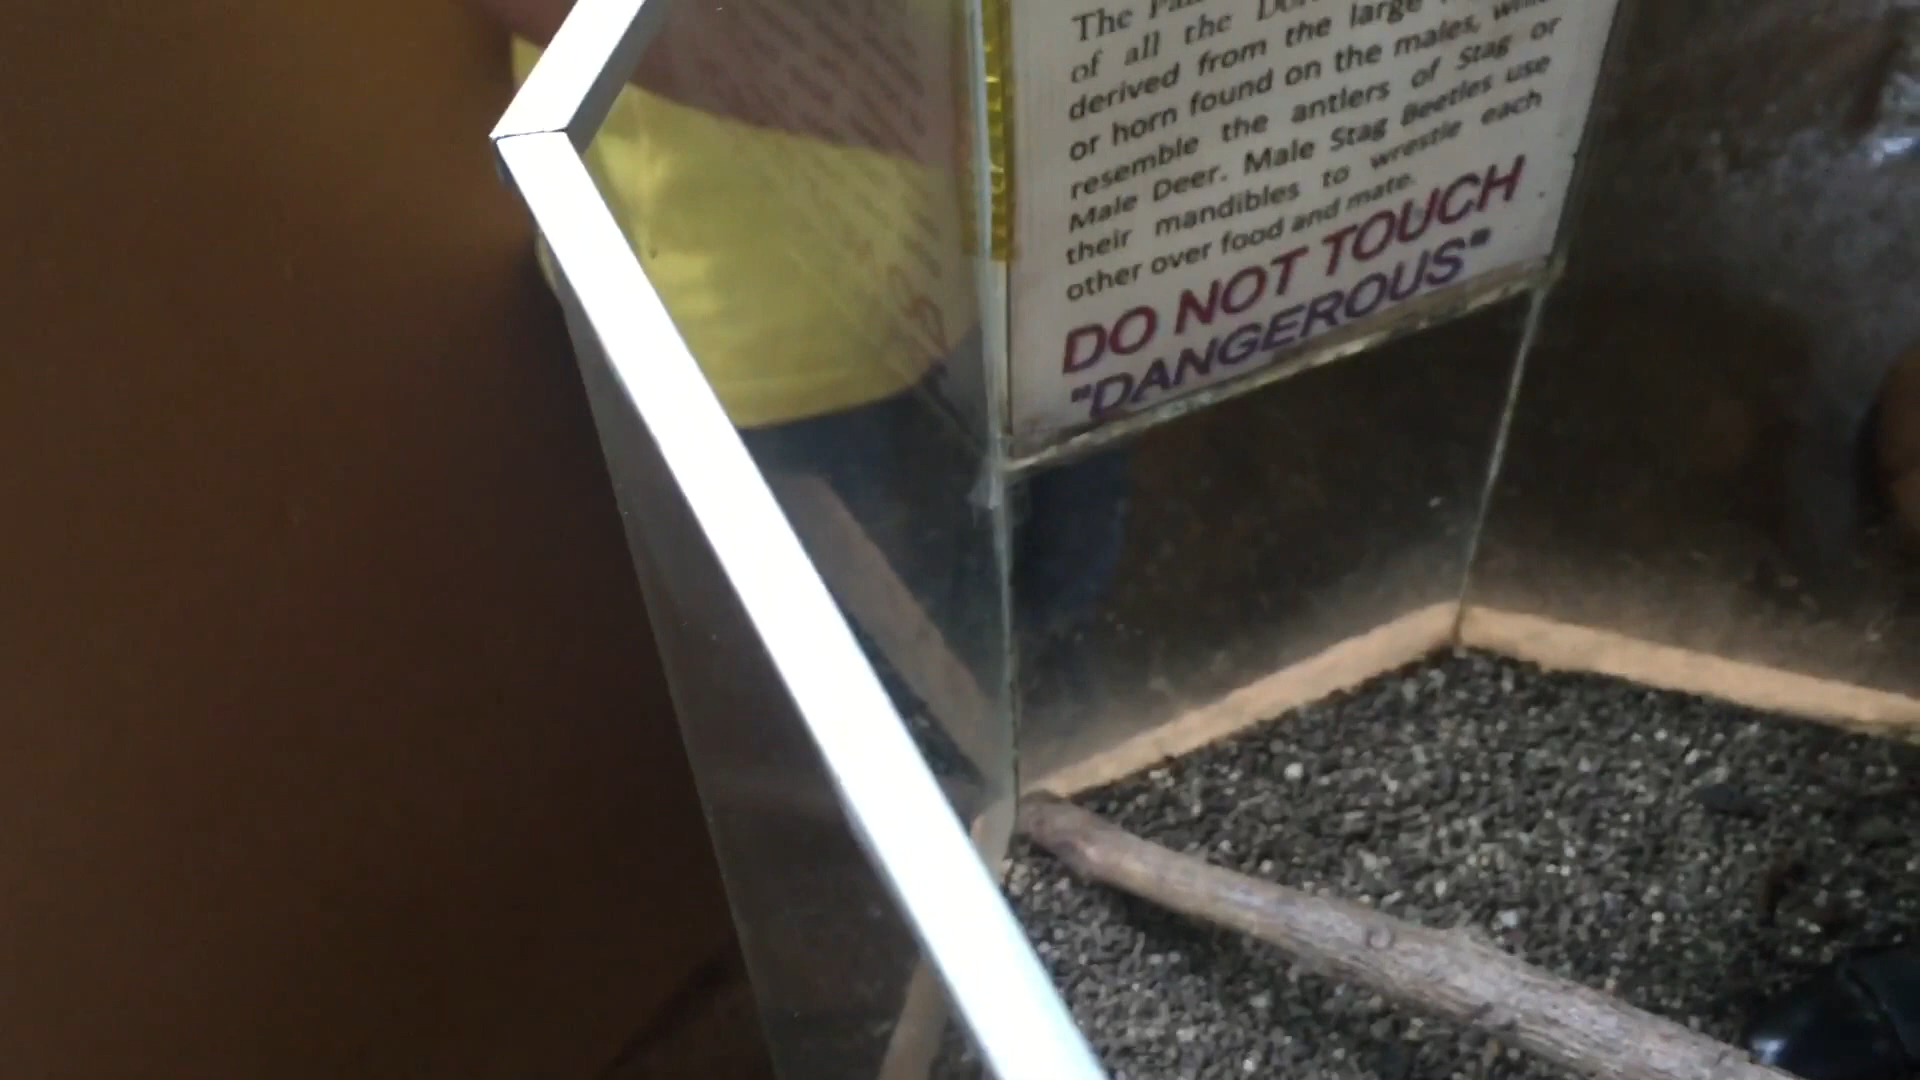 The
of all the
derived from the large
or horn found on the males,
resemble the antlers of Stag or
Male Deer. Male Stag Beetles use
their mandibles to wrestle each
other over food and mate.
DO NOT TOUCH
"DANGEROUS"